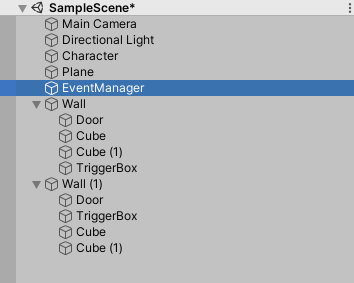 SampleScene*
Main Camera
Directional Light
Character
Plane
EventManager
Wall
Door
Cube
Cube (1)
TriggerBox
Wall (1)
Door
TriggerBox
Cube
Cube (1)